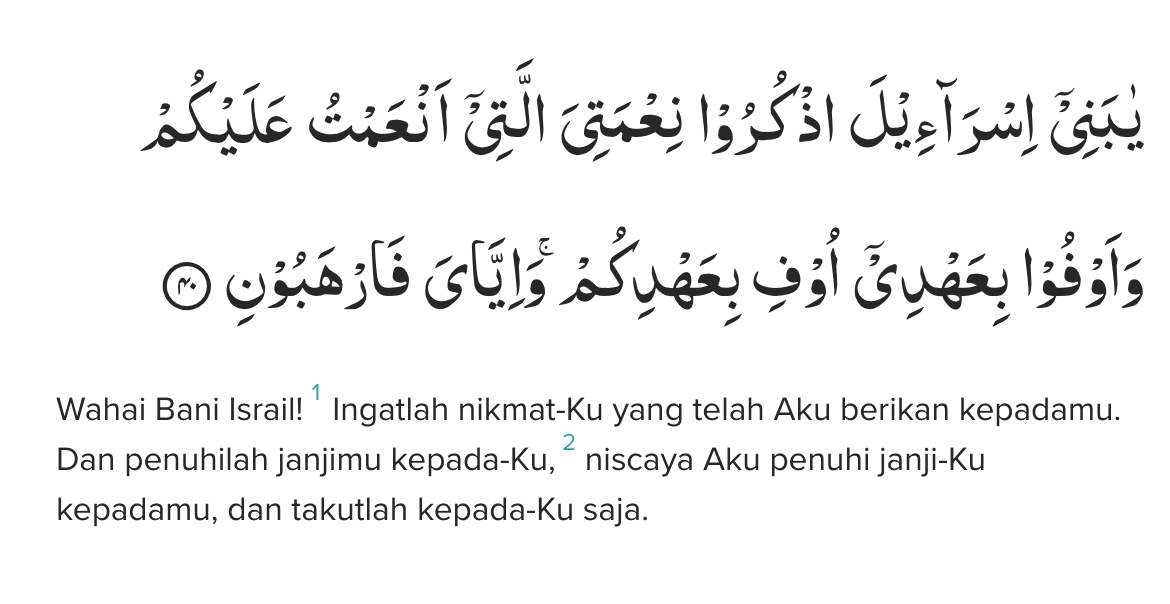 يٰبَنِيْٓ اِسْرَاۤءِيْلَ اذْكُرُوْا نِعْمَتِيَ الَّتِيْٓ اَنْعَمْتُ عَلَيْكُمْ
وَاَوْفُوْا بِعَهْدِيْٓ اُوْفِ بِعَهْدِكُمْۚ وَاِيَّايَ فَارْهَبُوْنِ ۝٤٠
Wahai Bani Israil! 1 Ingatlah nikmat-Ku yang telah Aku berikan kepadamu.
Dan penuhilah janjimu kepada-Ku, 2 niscaya Aku penuhi janji-Ku
kepadamu, dan takutlah kepada-Ku saja.